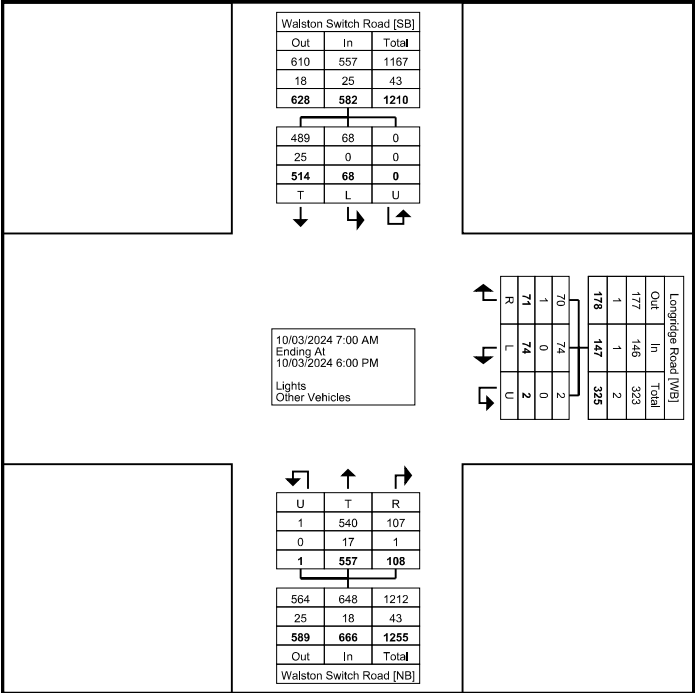 Walston Switch Road [SB]
Out In Total
610 557 1167
18 25 43
628 582 1210
489 68 0
25 0 0
514 68 0
T L U
Longridge Road [WB]
Out In Total
177 146 323
1 1 2
178 147 325
70 74 2
1 0 0
71 74 2
R L U
10/03/2024 7:00 AM
Ending At
10/03/2024 6:00 PM
Lights
Other Vehicles
U T R
1 540 107
0 17 1
1 557 108
564 648 1212
25 18 43
589 666 1255
Out In Total
Walston Switch Road [NB]